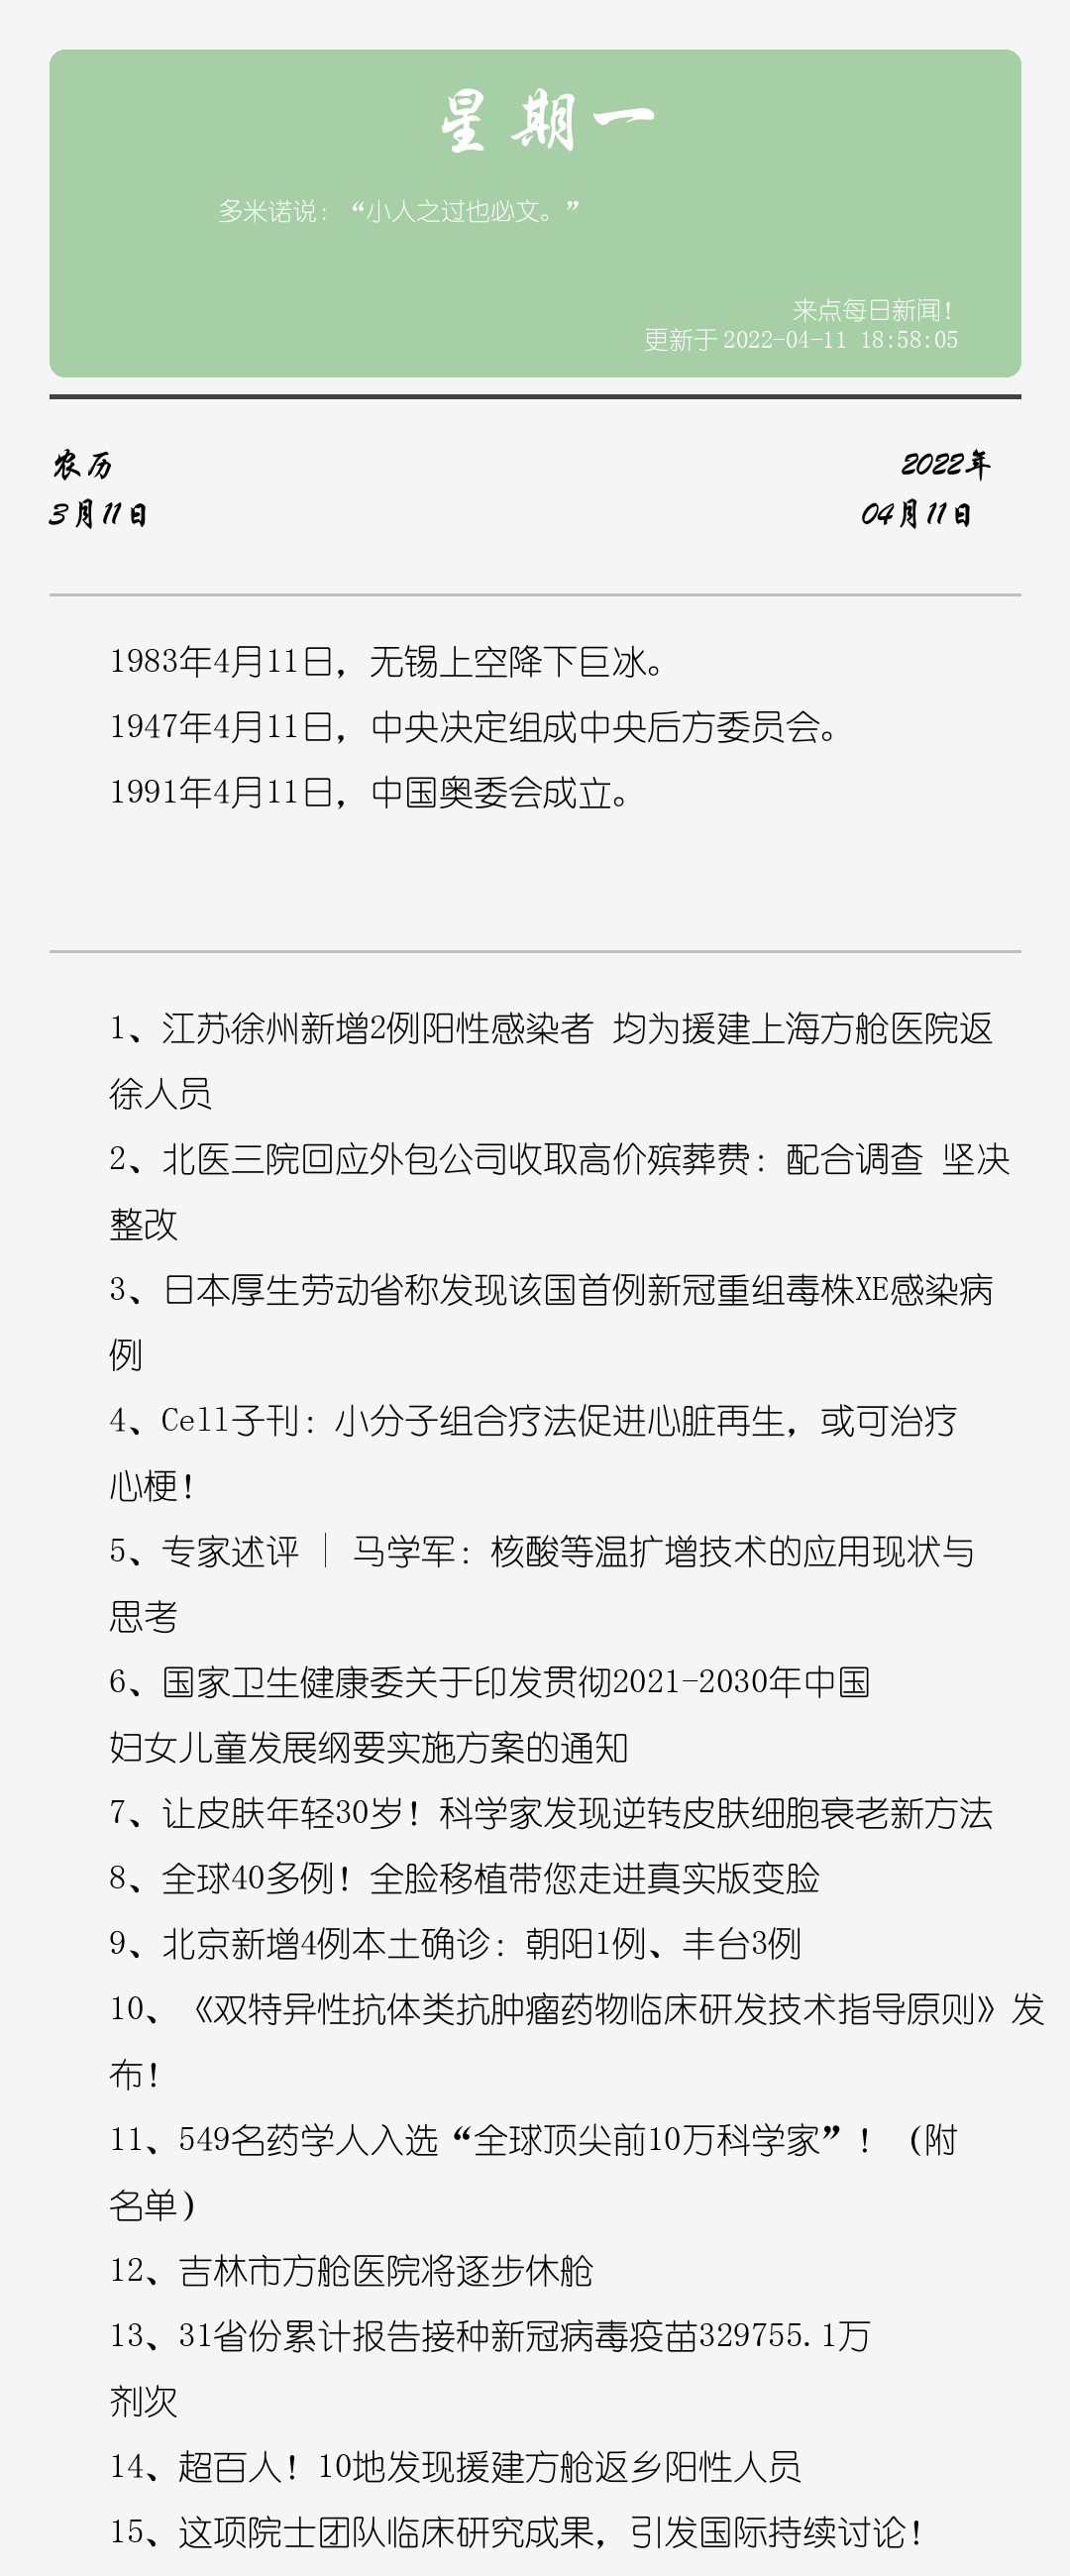 星期一
多米诺说：“小人之过也必文。”
来点每日新闻！
更新于2022-04-11 18:58:05
农历
2022年
3月11日
04月11日
1983年4月11日，无锡上空降下巨冰。
1947年4月11日，中央决定组成中央后方委员会。
1991年4月11日，中国奥委会成立。
1、江苏徐州新增2例阳性感染者 均为援建上海方舱医院返
徐人员
2、北医三院回应外包公司收取高价殡葬费：配合调查 坚决
整改
3、日本厚生劳动省称发现该国首例新冠重组毒株XE感染病
例
4、Cell子刊：小分子组合疗法促进心脏再生，或可治疗
心梗！
5、专家述评 | 马学军：核酸等温扩增技术的应用现状与
思考
6、国家卫生健康委关于印发贯彻2021-2030年中国
妇女儿童发展纲要实施方案的通知
7、让皮肤年轻30岁！科学家发现逆转皮肤细胞衰老新方法
8、全球40多例！全脸移植带您走进真实版变脸
9、北京新增4例本土确诊：朝阳1例、丰台3例
10、《双特异性抗体类抗肿瘤药物临床研发技术指导原则》发
布！
11、549名药学人入选“全球顶尖前10万科学家”！（附
名单）
12、吉林市方舱医院将逐步休舱
13、31省份累计报告接种新冠病毒疫苗329755.1万
剂次
14、超百人！10地发现援建方舱返乡阳性人员
15、这项院士团队临床研究成果，引发国际持续讨论！